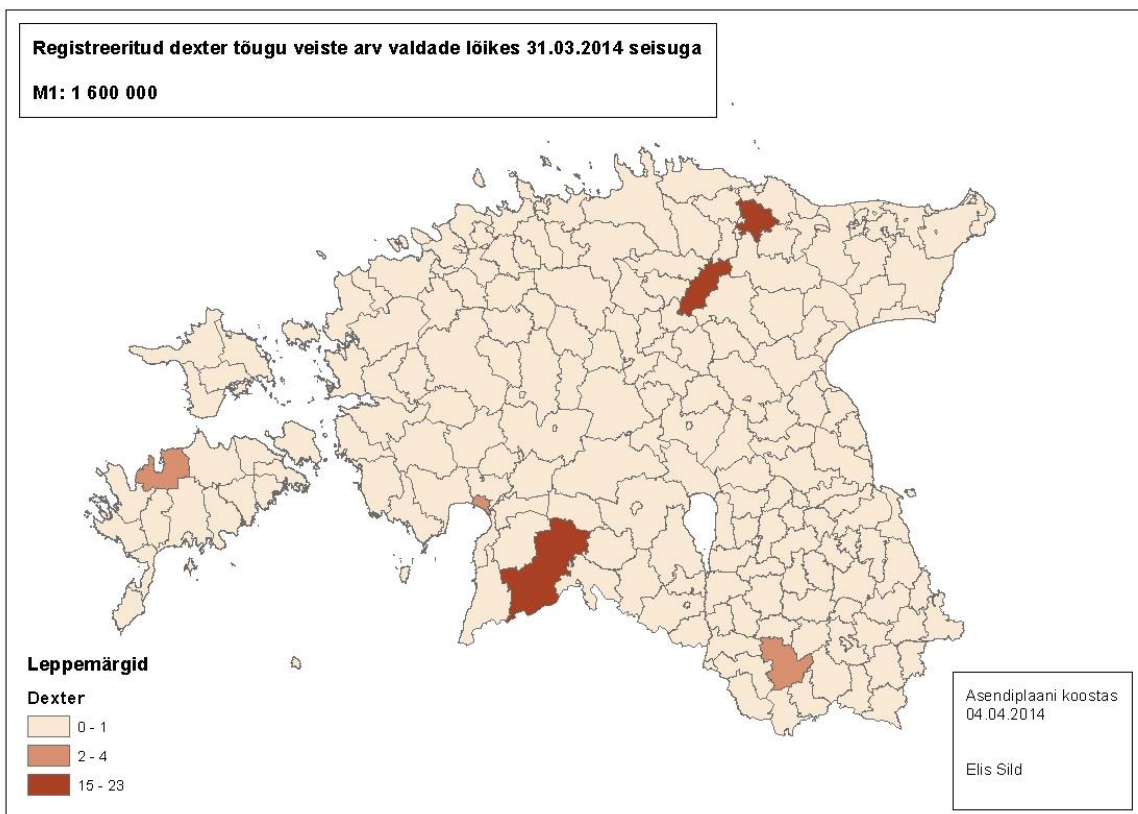 Registreeritud dexter tõugu veiste arv valdade lõikes 31.03.2014 seisuga
M1: 1 600 000
Leppemärgid
Dexter
0 - 1
2 - 4
15 - 23
Asendiplaani koostas
04.04.2014
Elis Sild